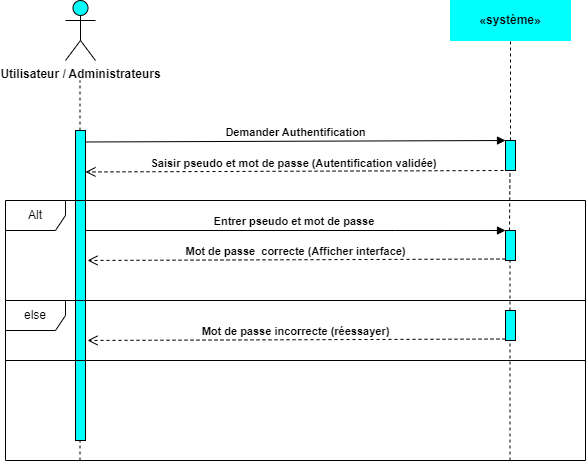 «système»
Utilisateur / Administrateurs
Demander Authentification
Saisir pseudo et mot de passe (Autentification validée)
Alt
Entrer pseudo et mot de passe
Mot de passe correcte (Afficher interface)
else
Mot de passe incorrecte (réessayer)